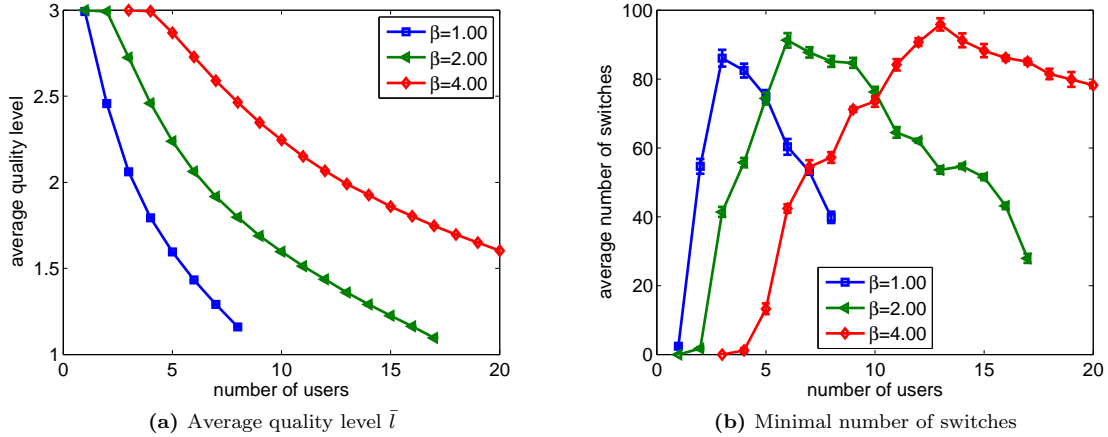 3
2.5
2
1.5
1
0
5
10
15
20
average quality level
number of users
β=1.00
β=2.00
β=4.00
(a) Average quality level l̄
100
80
60
40
20
0
0
5
10
15
20
average number of switches
number of users
β=1.00
β=2.00
β=4.00
(b) Minimal number of switches